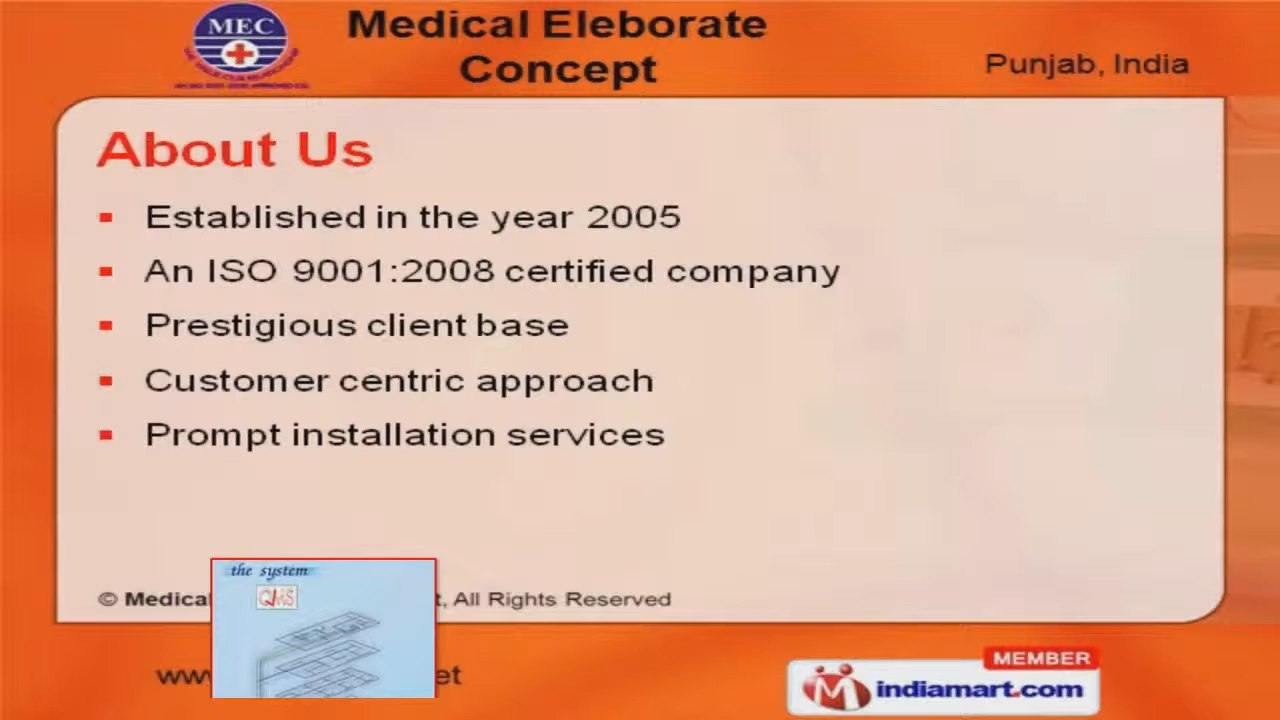 MEC
Medical Eleborate
Concept
Punjab, India
About Us
Established in the year 2005
An ISO 9001:2008 certified company
Prestigious client base
Customer centric approach
Prompt installation services
the system
QMS
© Medical
All Rights Reserved
MEMBER
indiamart.com